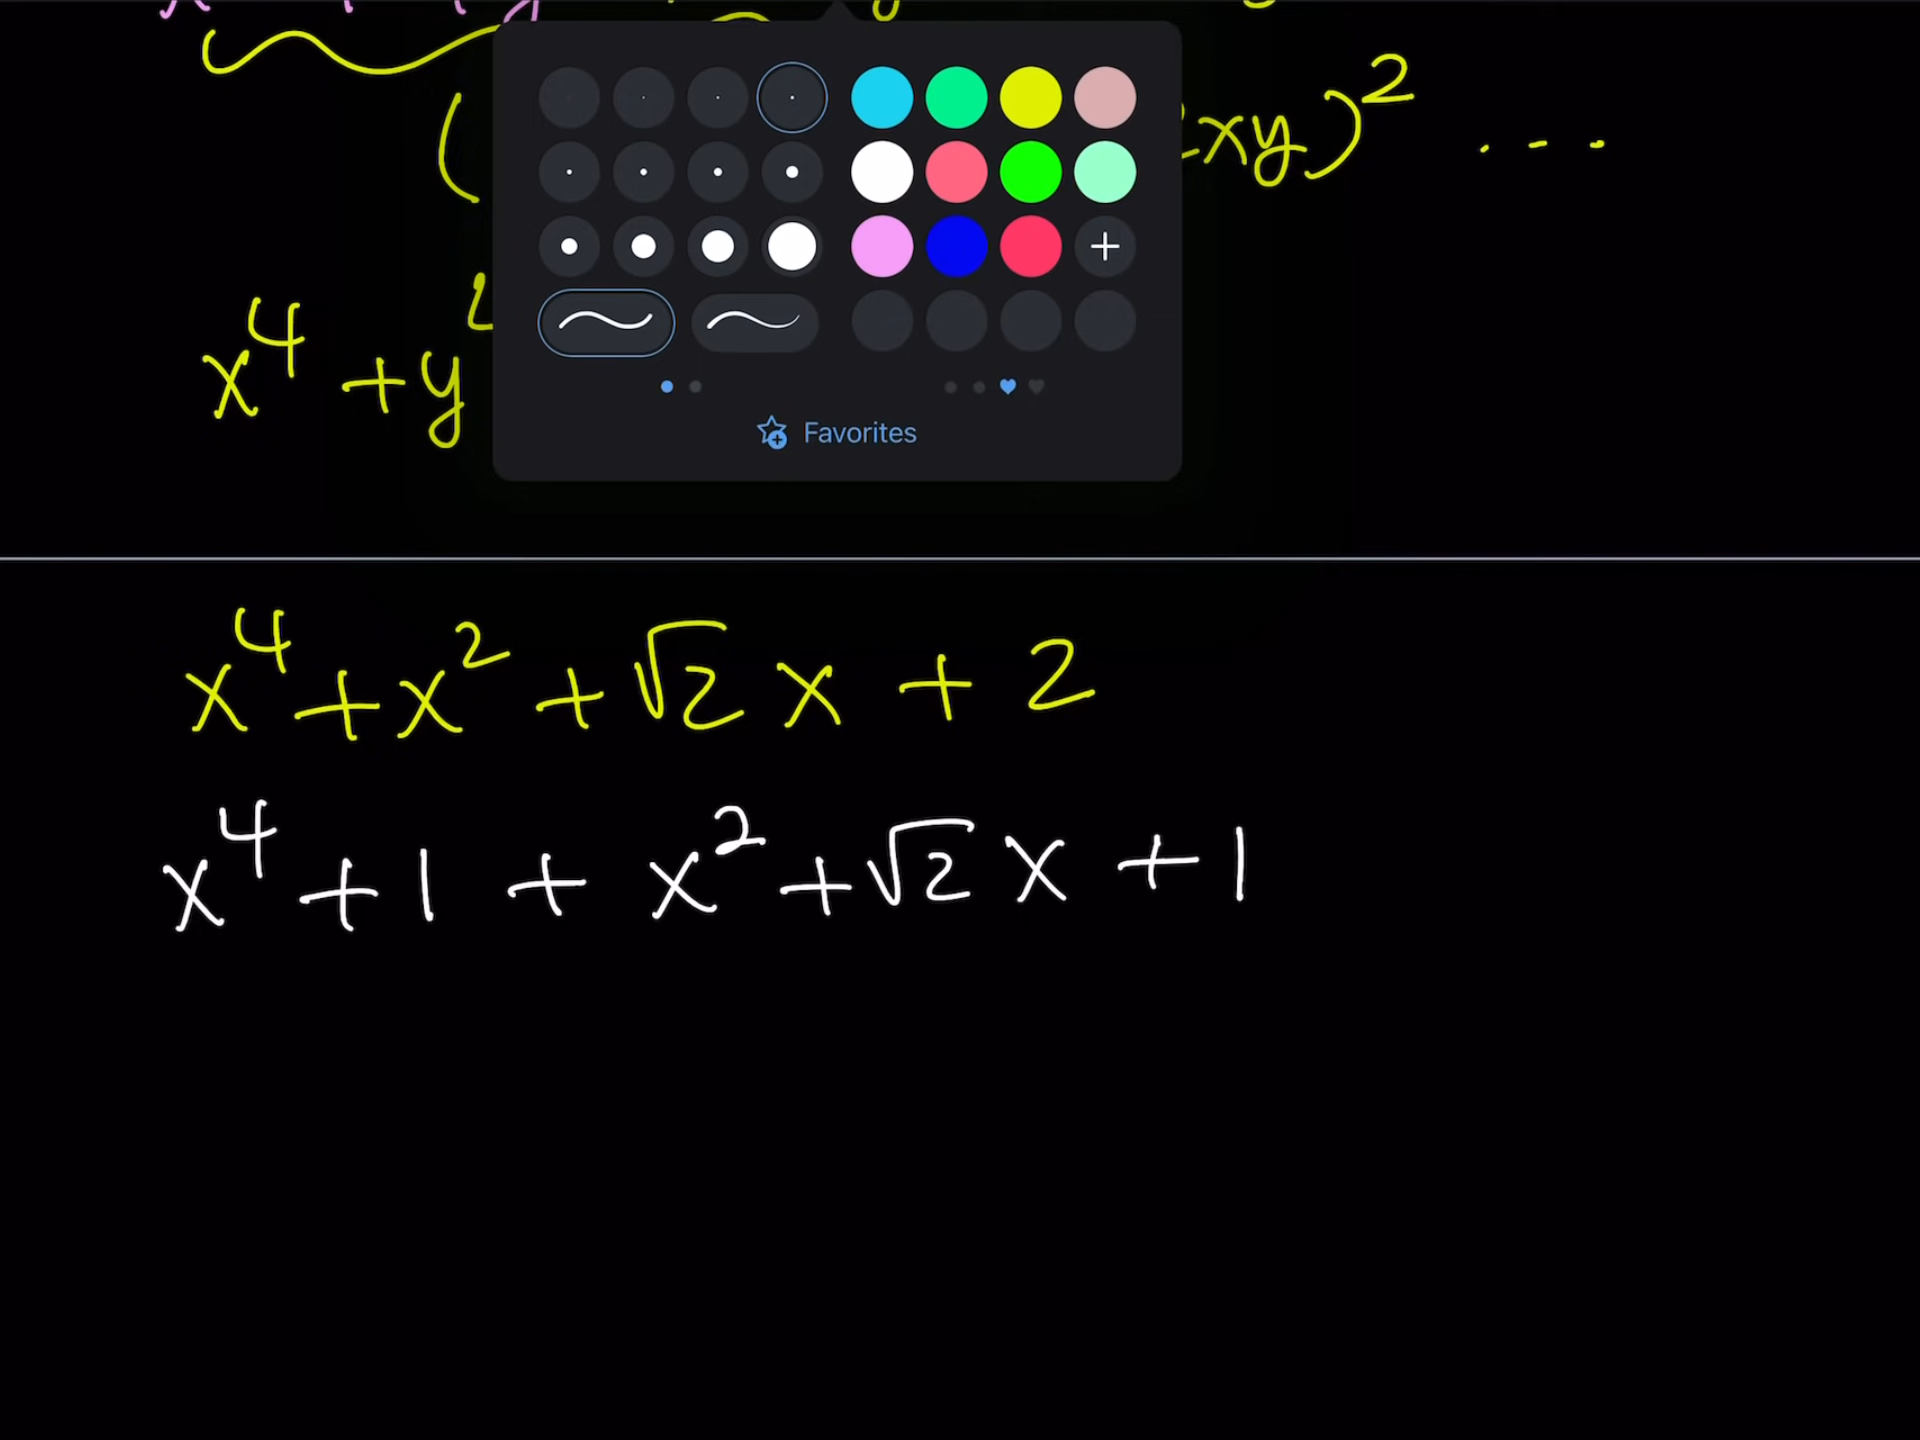 xy)² ...
x⁴ + y
Favorites
x⁴ + x² + √2 x + 2
x⁴ + 1 + x² + √2 x + 1